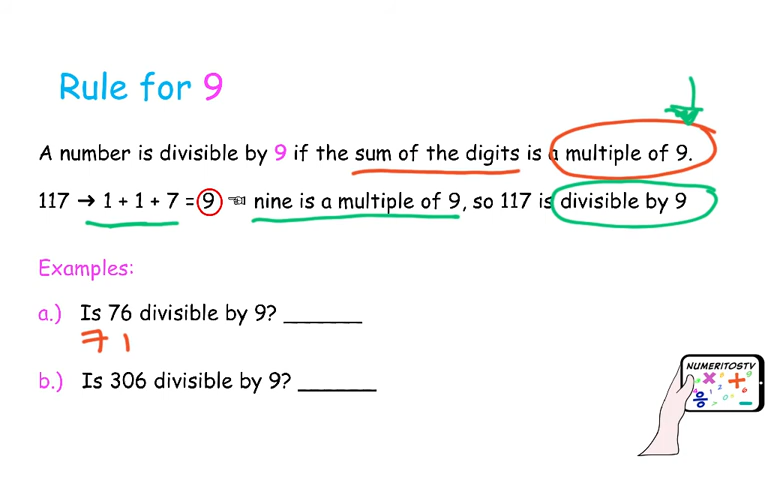 Rule for 9
A number is divisible by 9 if the sum of the digits is a multiple of 9.
117 → 1 + 1 + 7 = 9 ☜ nine is a multiple of 9, so 117 is divisible by 9
Examples:
a.) Is 76 divisible by 9? ______
7 1
b.) Is 306 divisible by 9? ______
NUMERITOSTV